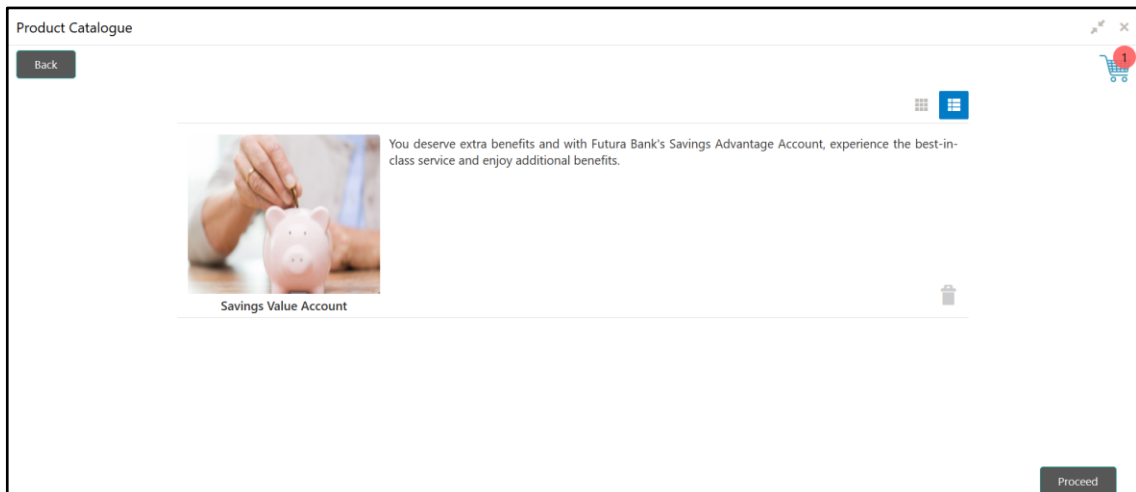 Product Catalogue
Back
1
You deserve extra benefits and with Futura Bank's Savings Advantage Account, experience the best-in-
class service and enjoy additional benefits.
Savings Value Account
Proceed